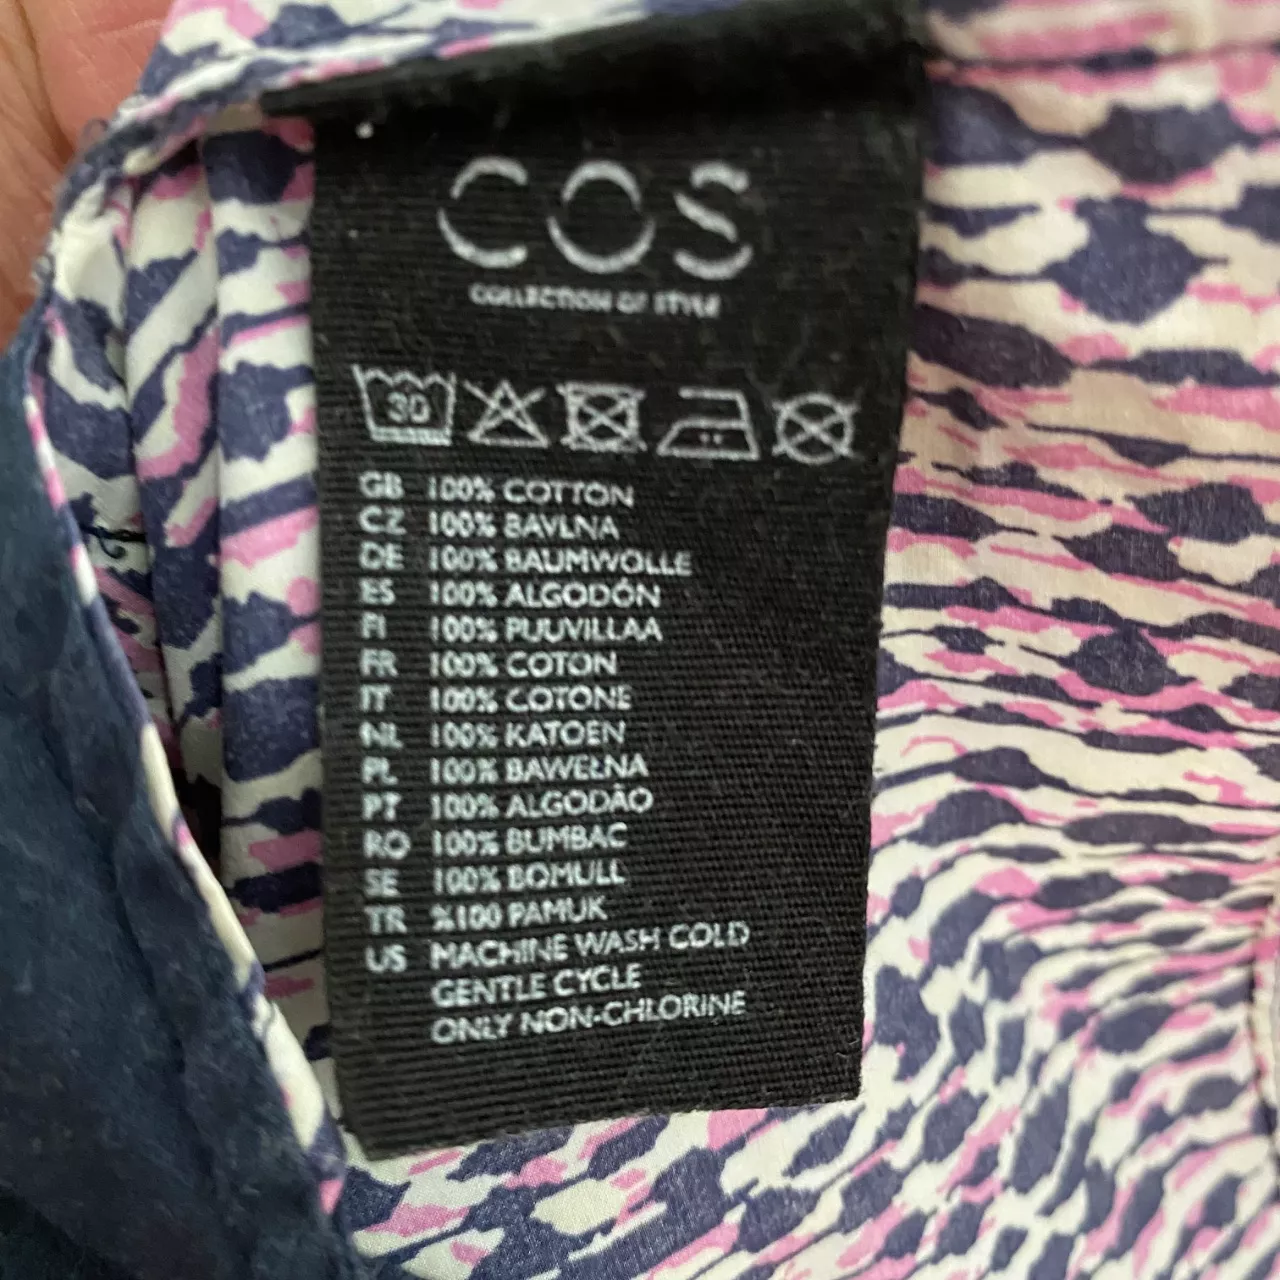 COS
COLLECTION OF STYLE
30
GB 100% COTTON
CZ 100% BAVLNA
DE 100% BAUMWOLLE
ES 100% ALGODÓN
FI 100% PUUVILLAA
FR 100% COTON
IT 100% COTONE
NL 100% KATOEN
PL 100% BAWEŁNA
PT 100% ALGODÃO
RO 100% BUMBAC
SE 100% BOMULL
TR %100 PAMUK
US MACHINE WASH COLD
GENTLE CYCLE
ONLY NON-CHLORINE